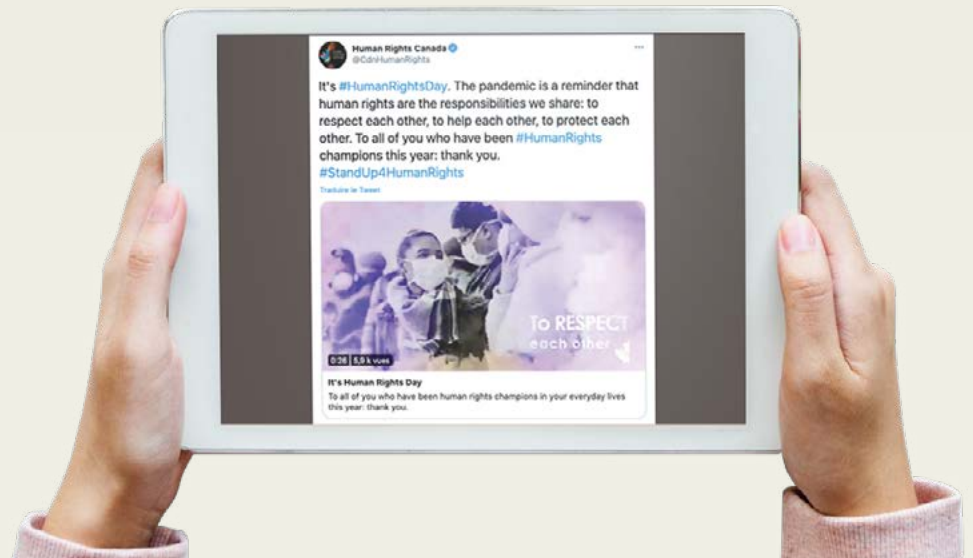 Human Rights Canada
@CdnHumanRights
It's #HumanRightsDay. The pandemic is a reminder that
human rights are the responsibilities we share: to
respect each other, to help each other, to protect each
other. To all of you who have been #HumanRights
champions this year: thank you.
#StandUp4HumanRights
Traduire le Tweet
To RESPECT
each other
0:26 5,9 k vues
It's Human Rights Day
To all of you who have been human rights champions in your everyday lives
this year: thank you.